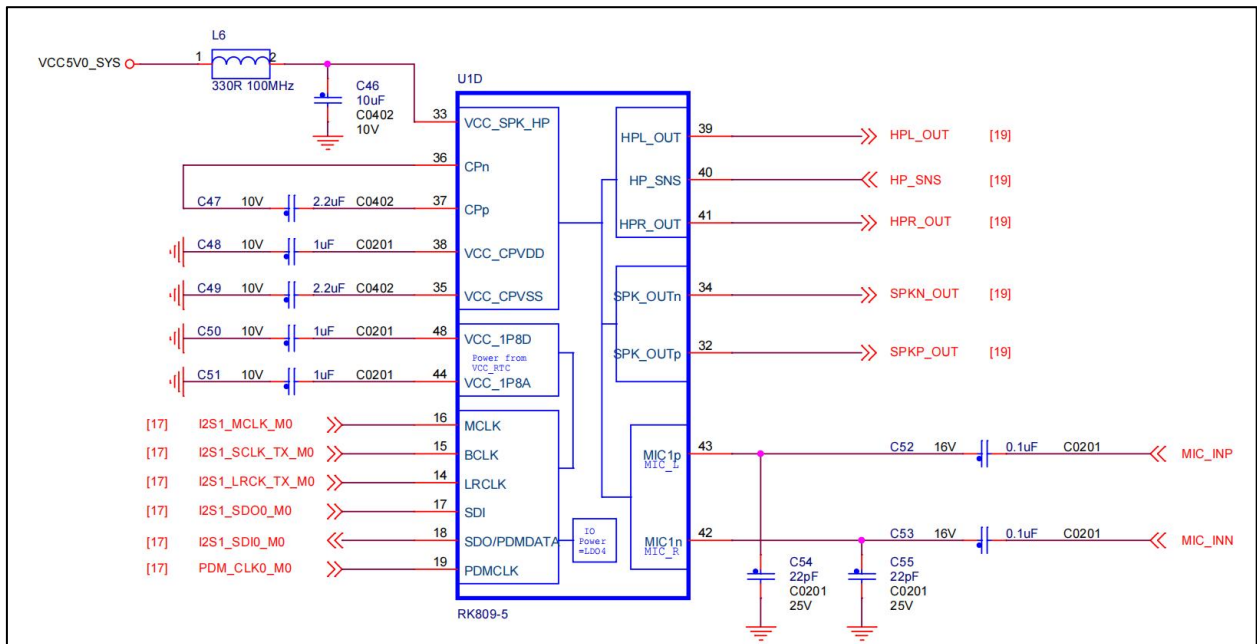 L6
VCC5V0_SYS 1 2
330R 100MHz
C46
10uF
C0402
10V
U1D
33 VCC_SPK_HP
36 CPn
C47 10V 2.2uF C0402 37 CPp
C48 10V 1uF C0201 38 VCC_CPVDD
C49 10V 2.2uF C0402 35 VCC_CPVSS
C50 10V 1uF C0201 48 VCC_1P8D
Power from
VCC_RTC
C51 10V 1uF C0201 44 VCC_1P8A
[17] I2S1_MCLK_M0 16 MCLK
[17] I2S1_SCLK_TX_M0 15 BCLK
[17] I2S1_LRCK_TX_M0 14 LRCLK
[17] I2S1_SDO0_M0 17 SDI
[17] I2S1_SDI0_M0 18 SDO/PDMDATA
[17] PDM_CLK0_M0 19 PDMCLK
IO
Power
=LDO4
HPL_OUT 39 HPL_OUT [19]
HP_SNS 40 HP_SNS [19]
HPR_OUT 41 HPR_OUT [19]
SPK_OUTn 34 SPKN_OUT [19]
SPK_OUTp 32 SPKP_OUT [19]
MIC1p 43 C52 16V 0.1uF C0201 MIC_INP
MIC_L
MIC1n 42 C53 16V 0.1uF C0201 MIC_INN
MIC_R
C54
22pF
C0201
25V
C55
22pF
C0201
25V
RK809-5